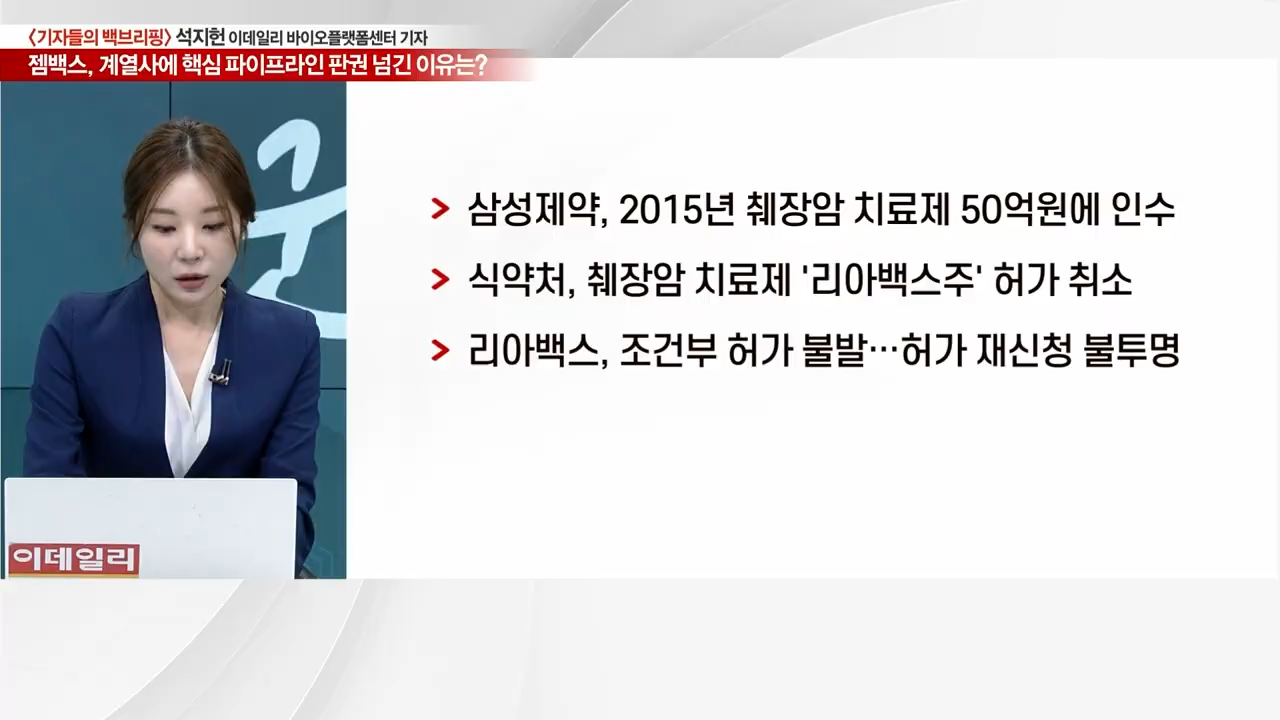 <기자들의 백브리핑> 석지헌 이데일리 바이오플랫폼센터 기자
젬백스, 계열사에 핵심 파이프라인 판권 넘긴 이유는?
> 삼성제약, 2015년 췌장암 치료제 50억원에 인수
> 식약처, 췌장암 치료제 '리아백스주' 허가 취소
> 리아백스, 조건부 허가 불발…허가 재신청 불투명
이데일리